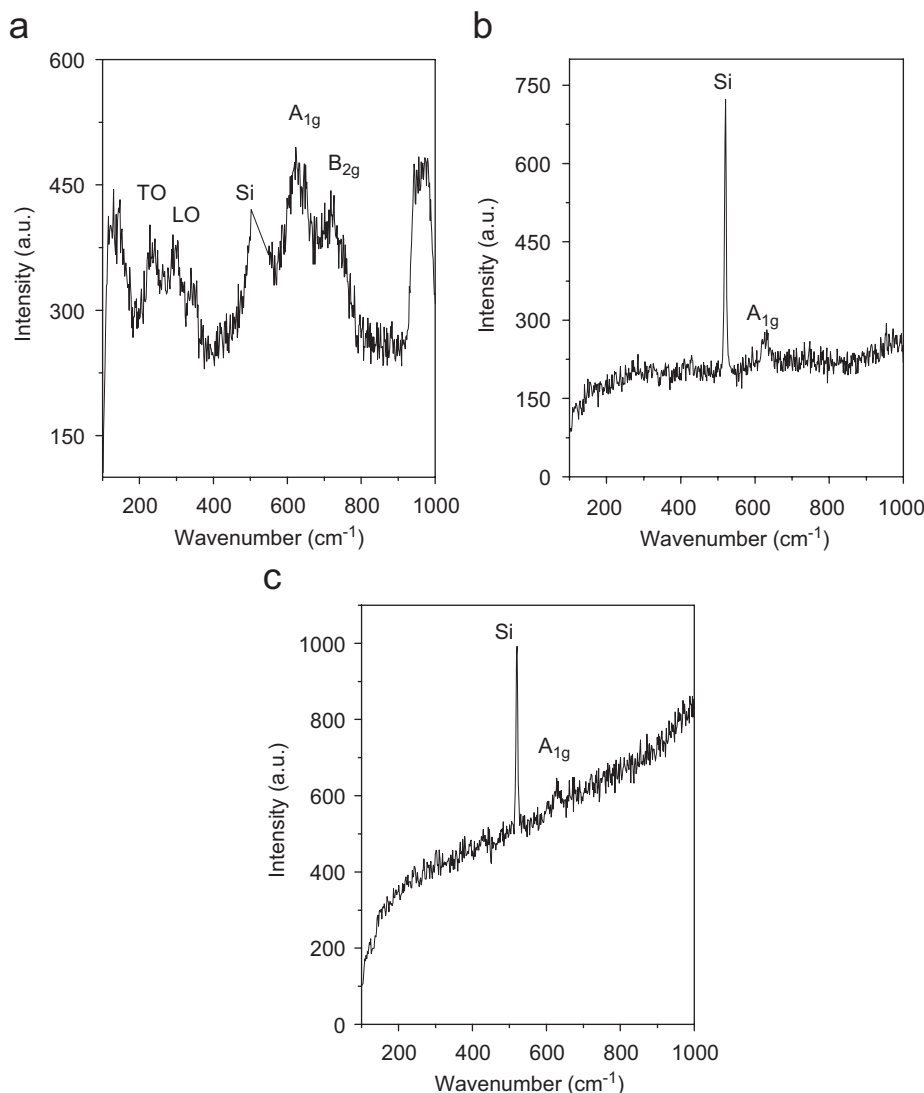 a
600
450
300
150
Intensity (a.u.)
TO
LO
Si
A1g
B2g
200 400 600 800 1000
Wavenumber (cm-1)
b
750
600
450
300
150
0
Intensity (a.u.)
Si
A1g
200 400 600 800 1000
Wavenumber (cm-1)
c
1000
800
600
400
200
0
Intensity (a.u.)
Si
A1g
200 400 600 800 1000
Wavenumber (cm-1)